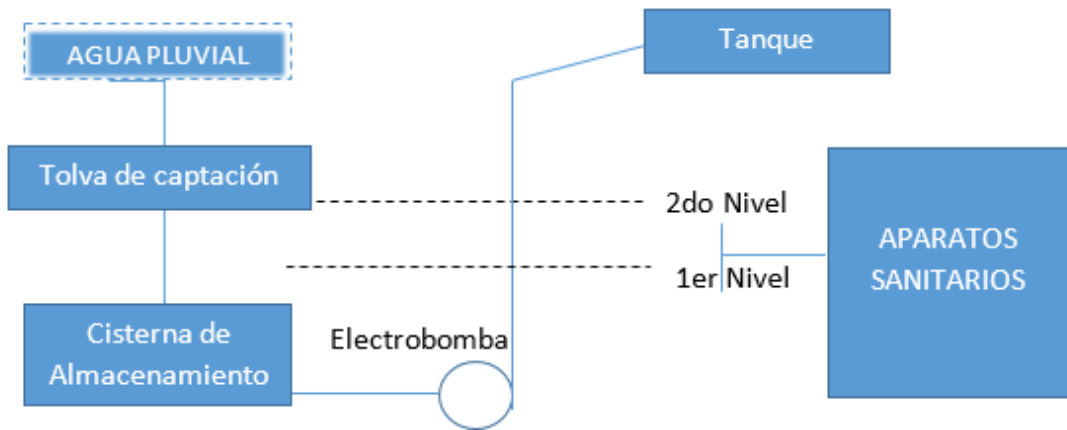 AGUA PLUVIAL
Tanque
Tolva de captación
2do Nivel
1er Nivel
APARATOS
SANITARIOS
Cisterna de
Almacenamiento
Electrobomba